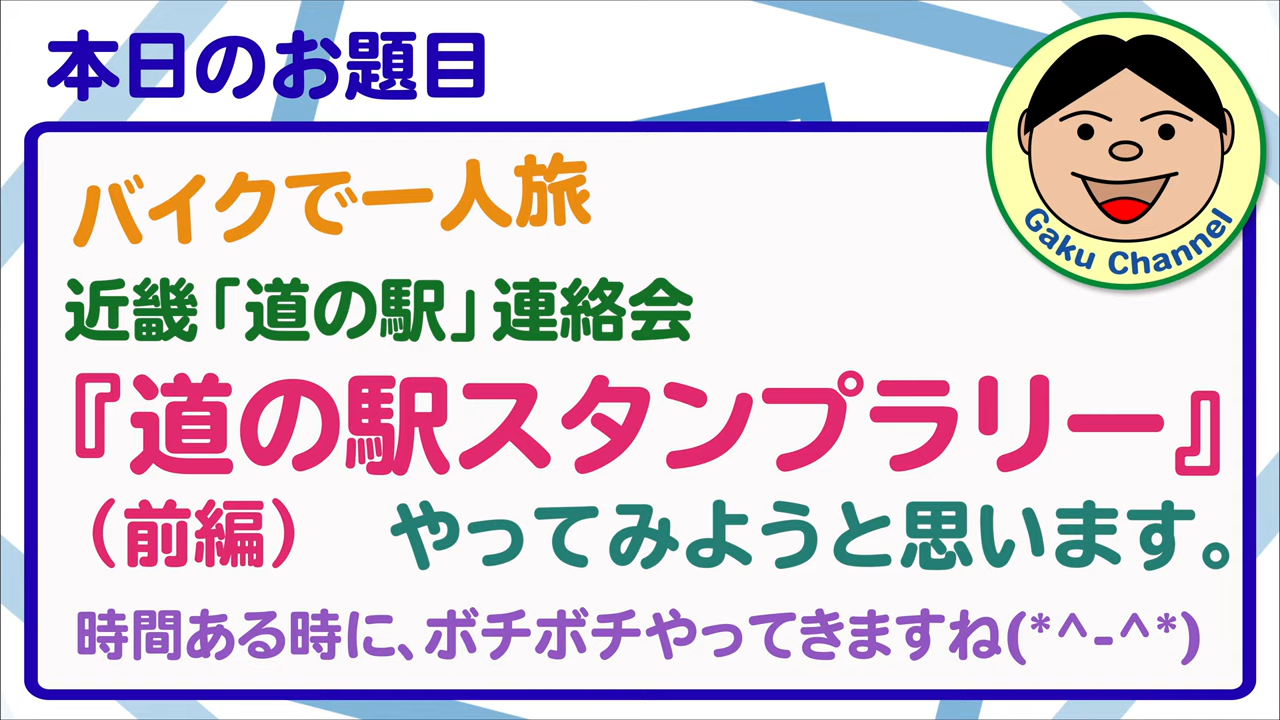 本日のお題目
Gaku Channel
バイクで一人旅
近畿「道の駅」連絡会
『道の駅スタンプラリー』
（前編）　やってみようと思います。
時間ある時に、ボチボチやってきますね(*^-^*)